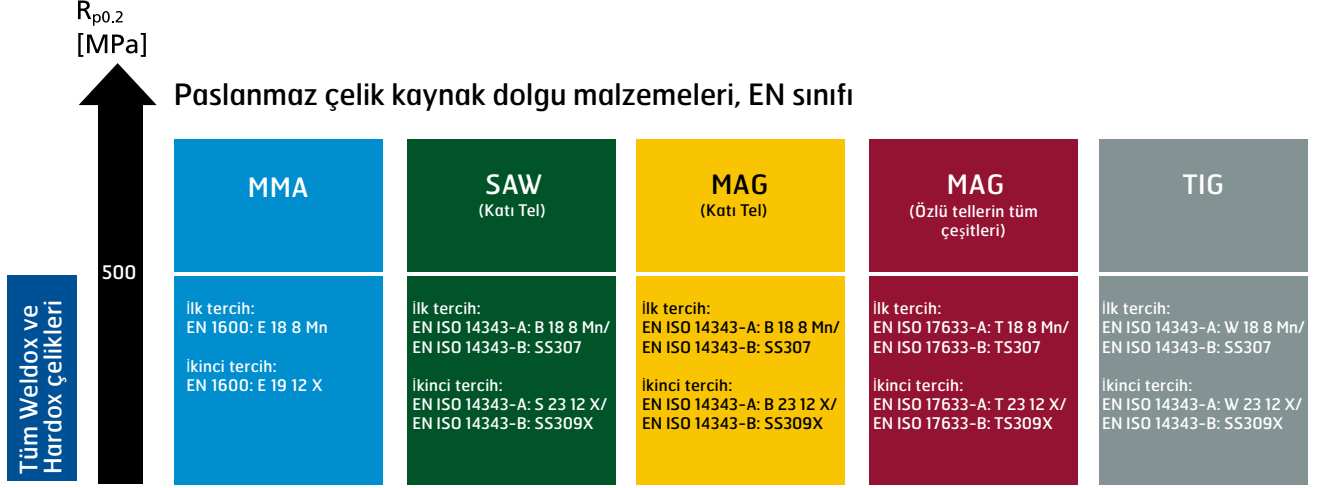 Rp0.2
[MPa]
Paslanmaz çelik kaynak dolgu malzemeleri, EN sınıfı
500
Tüm Weldox ve
Hardox çelikleri
MMA
İlk tercih:
EN 1600: E 18 8 Mn
İkinci tercih:
EN 1600: E 19 12 X
SAW
(Katı Tel)
İlk tercih:
EN ISO 14343-A: B 18 8 Mn/
EN ISO 14343-B: SS307
İkinci tercih:
EN ISO 14343-A: S 23 12 X/
EN ISO 14343-B: SS309X
MAG
(Katı Tel)
İlk tercih:
EN ISO 14343-A: B 18 8 Mn/
EN ISO 14343-B: SS307
İkinci tercih:
EN ISO 14343-A: B 23 12 X/
EN ISO 14343-B: SS309X
MAG
(Özlü tellerin tüm
çeşitleri)
İlk tercih:
EN ISO 17633-A: T 18 8 Mn/
EN ISO 17633-B: TS307
İkinci tercih:
EN ISO 17633-A: T 23 12 X/
EN ISO 17633-B: TS309X
TIG
İlk tercih:
EN ISO 14343-A: W 18 8 Mn/
EN ISO 14343-B: SS307
İkinci tercih:
EN ISO 14343-A: W 23 12 X/
EN ISO 14343-B: SS309X